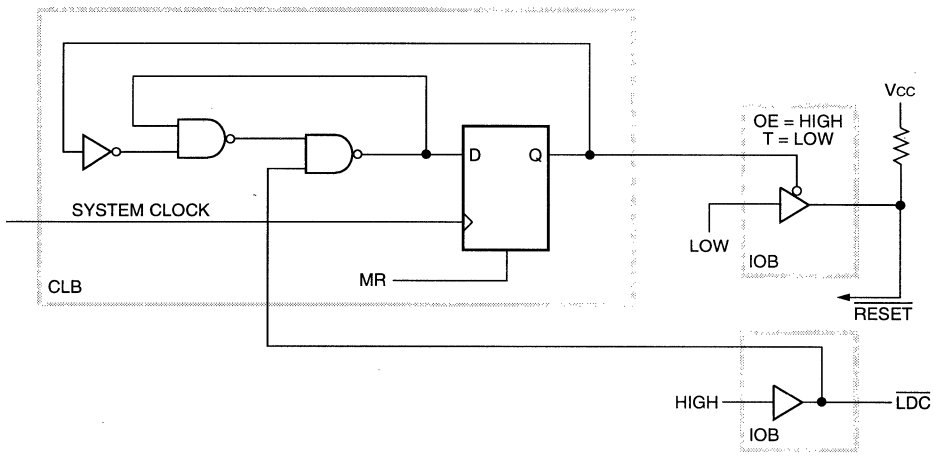 VCC
OE = HIGH
T = LOW
D
Q
SYSTEM CLOCK
LOW
IOB
MR
CLB
RESET
HIGH
LDC
IOB